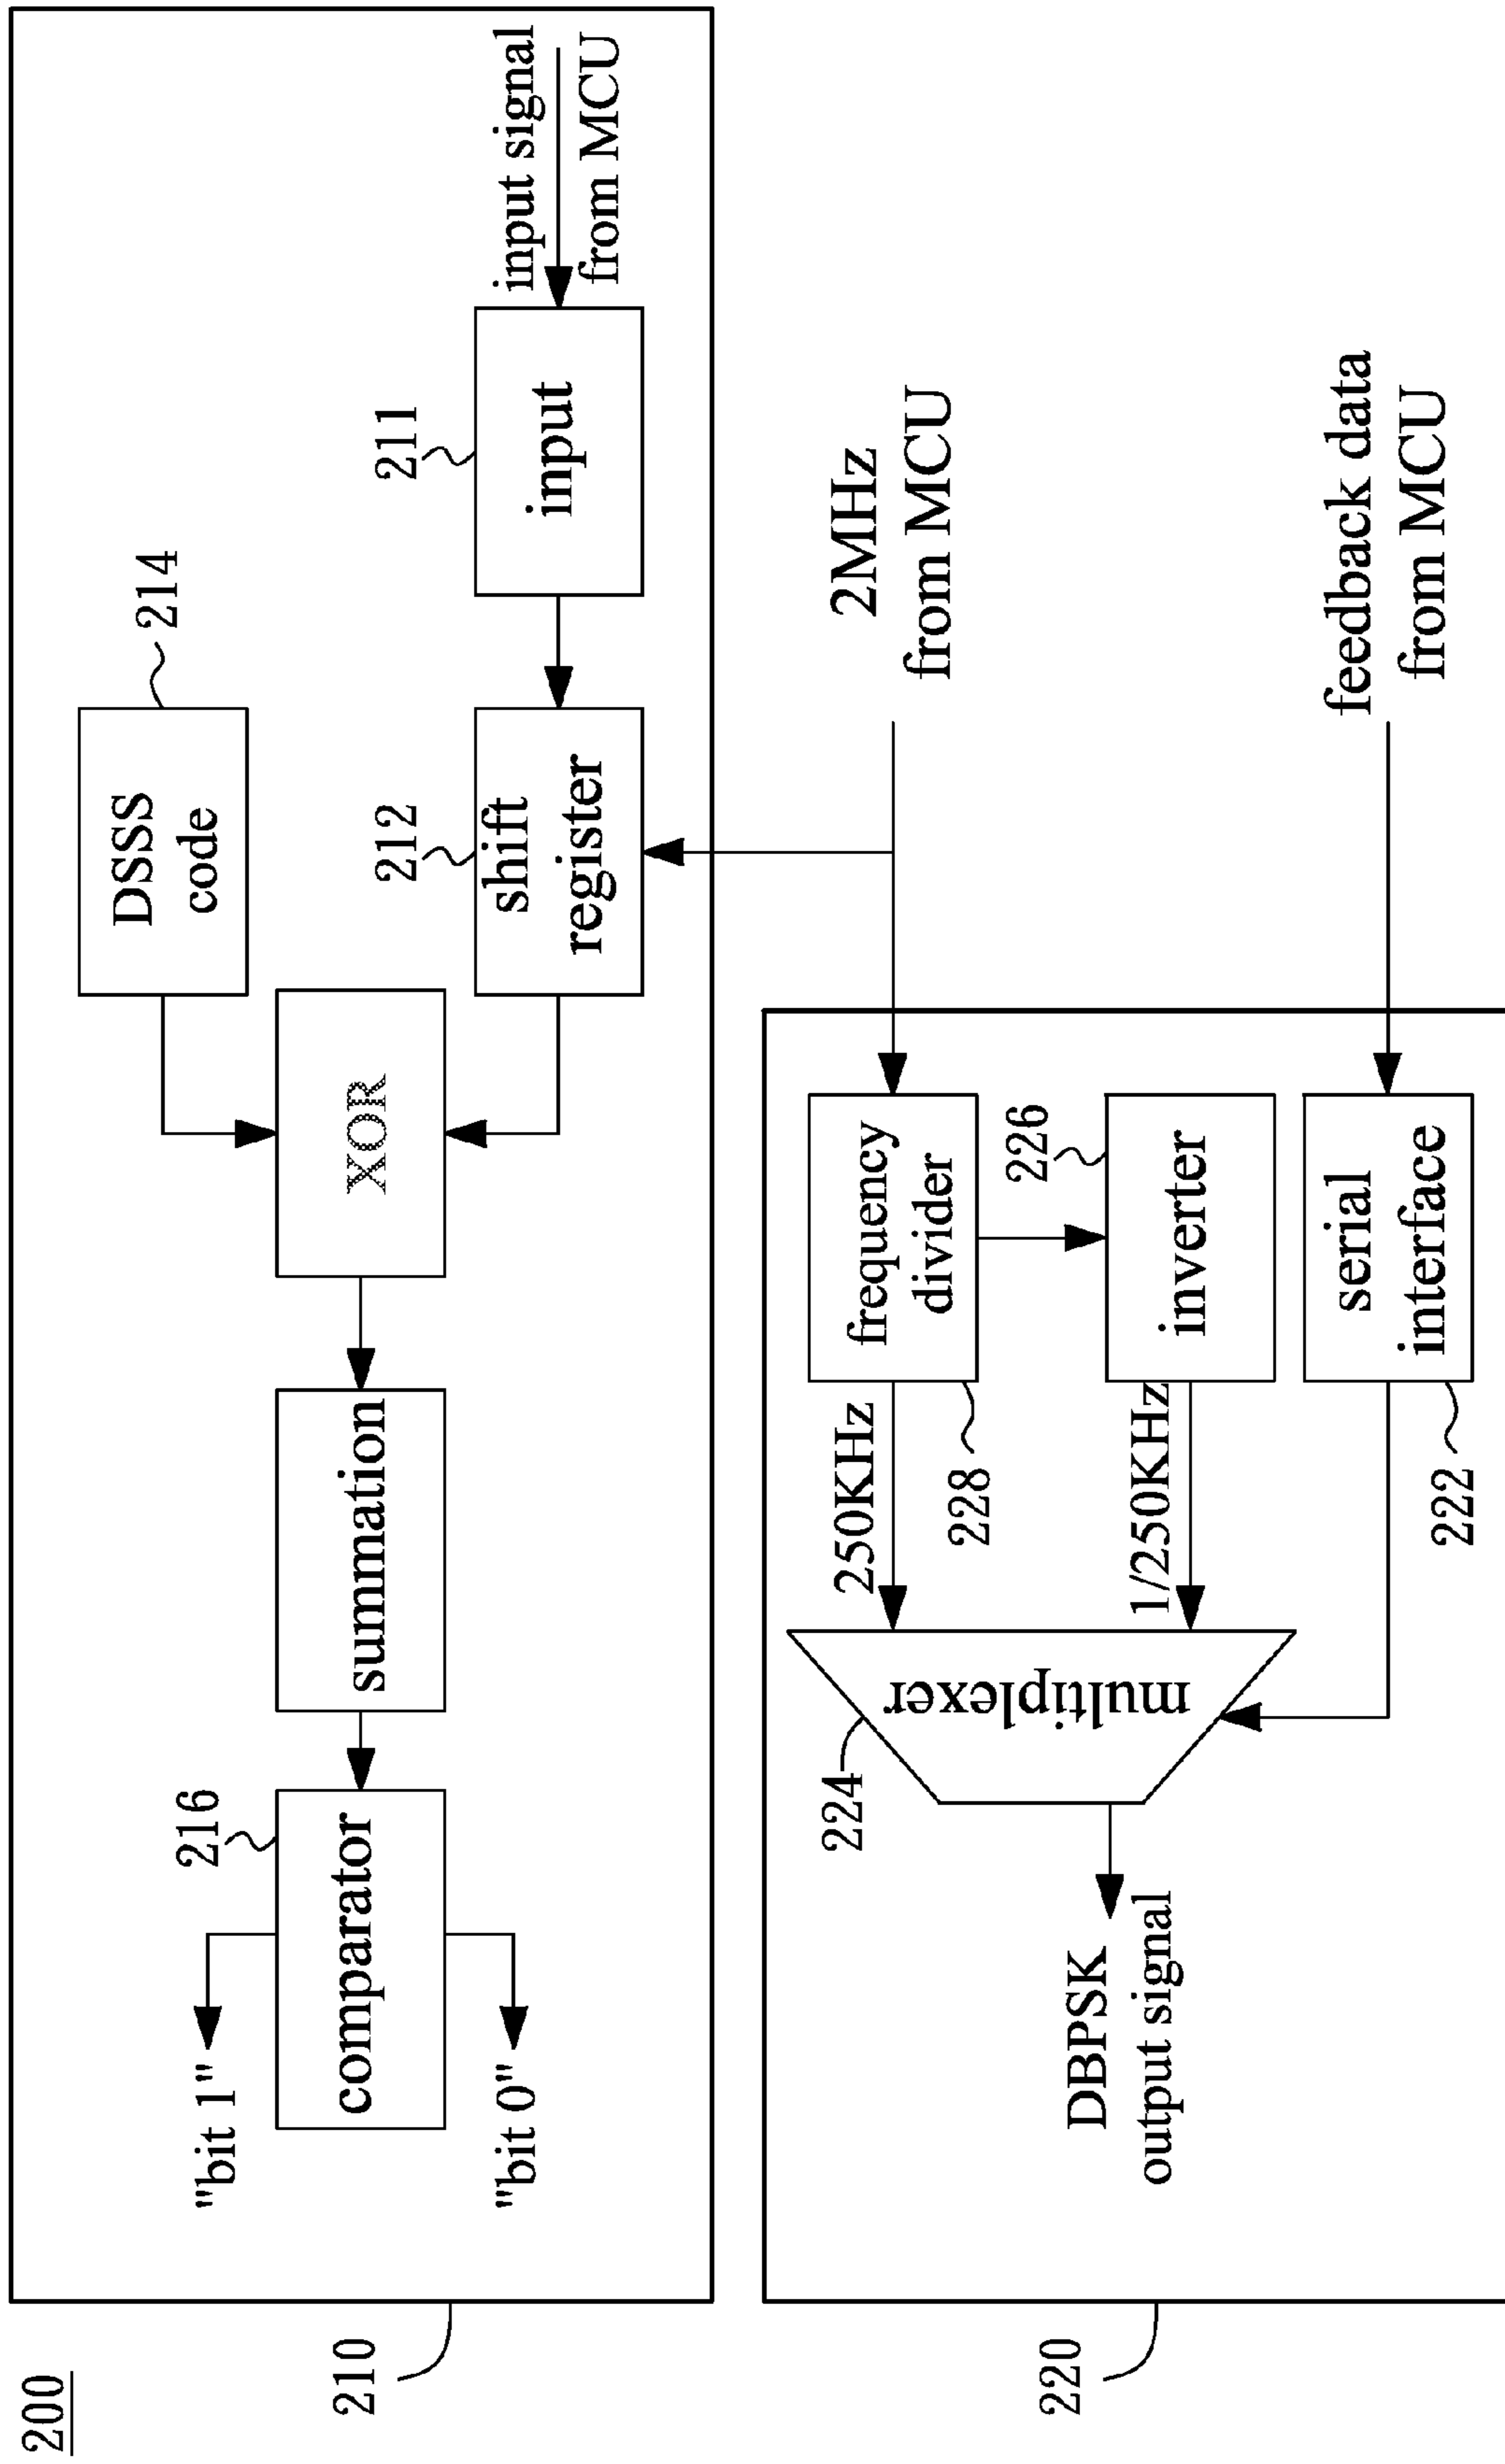 200
210
"bit 1"
"bit 0"
216
comparator
summation
XOR
DSSS
code
214
212
shift
register
211
input
input signal
from MCU
220
DBPSK
output signal
224
multiplexer
250KHz
228
1/250KHz
222
frequency
divider
226
inverter
serial
interface
2MHz
from MCU
feedback data
from MCU